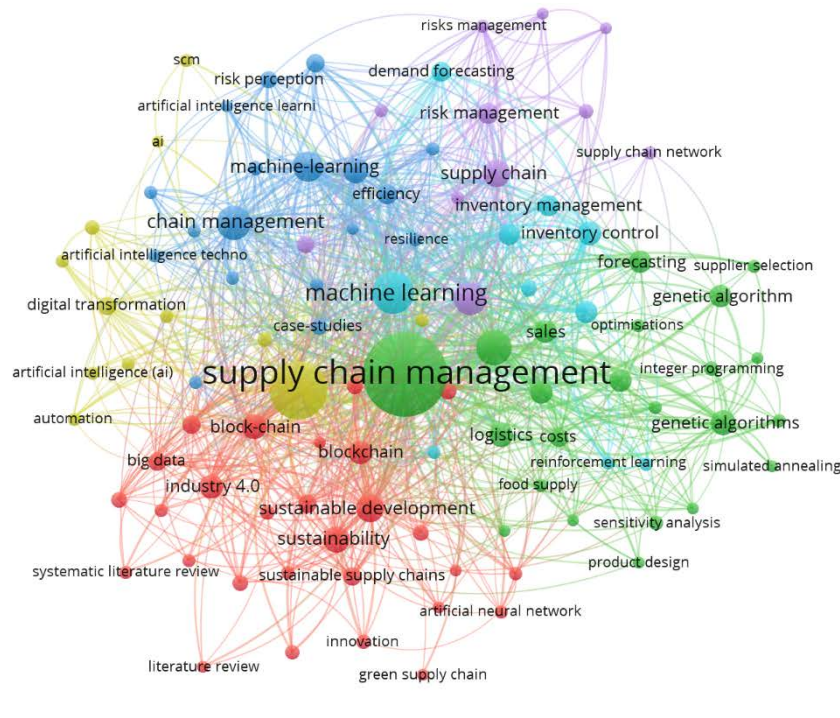 risks management
scm
demand forecasting
risk perception
artificial intelligence learni
risk management
ai
supply chain network
machine-learning
supply chain
efficiency
inventory management
chain management
inventory control
resilience
artificial intelligence techno
forecasting
supplier selection
machine learning
genetic algorithm
digital transformation
case-studies
sales
optimisations
supply chain management
integer programming
artificial intelligence (ai)
automation
block-chain
genetic algorithms
logistics
costs
blockchain
big data
reinforcement learning
simulated annealing
industry 4.0
food supply
sustainable development
sensitivity analysis
sustainability
product design
systematic literature review
sustainable supply chains
artificial neural network
innovation
literature review
green supply chain